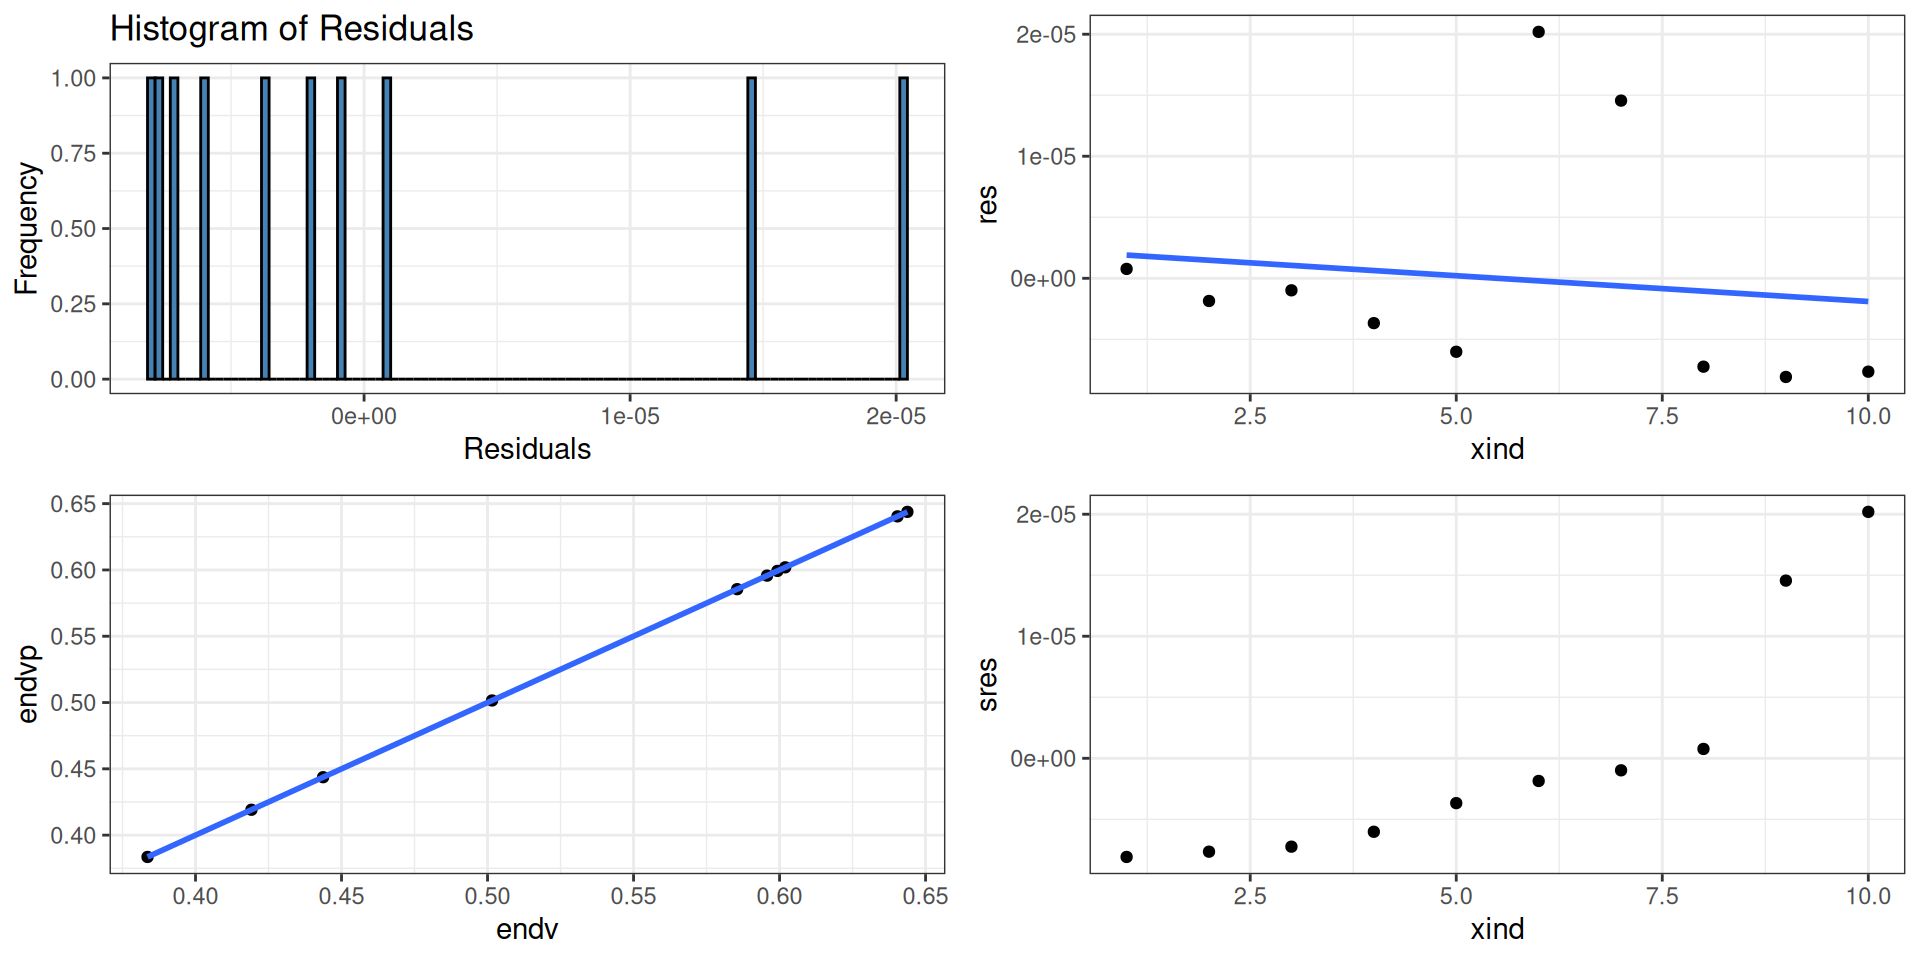 Histogram of Residuals
1.00
0.75
0.50
0.25
0.00
Frequency
0e+00 1e-05 2e-05
Residuals
2e-05
1e-05
0e+00
res
2.5 5.0 7.5 10.0
xind
0.65
0.60
0.55
0.50
0.45
0.40
endvp
0.40 0.45 0.50 0.55 0.60 0.65
endv
2e-05
1e-05
0e+00
sres
2.5 5.0 7.5 10.0
xind